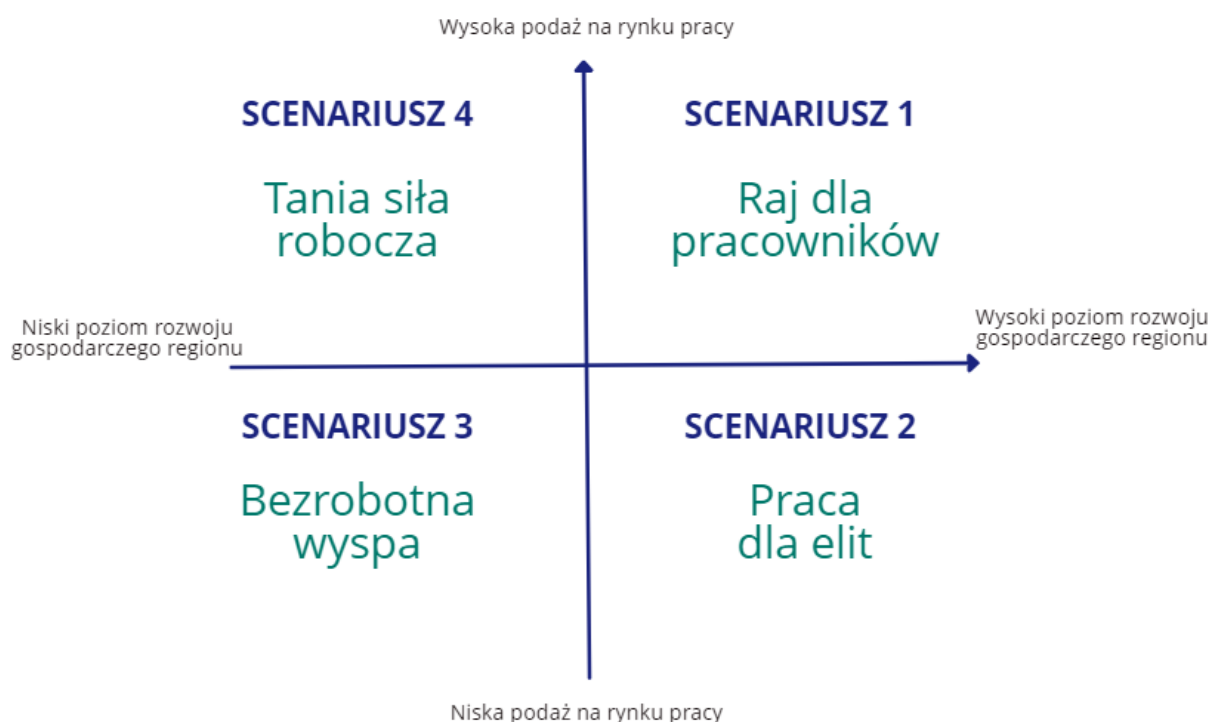 Wysoka podaż na rynku pracy
SCENARIUSZ 4
Tania siła
robocza
SCENARIUSZ 1
Raj dla
pracowników
Niski poziom rozwoju
gospodarczego regionu
Wysoki poziom rozwoju
gospodarczego regionu
SCENARIUSZ 3
Bezrobotna
wyspa
SCENARIUSZ 2
Praca
dla elit
Niska podaż na rynku pracy